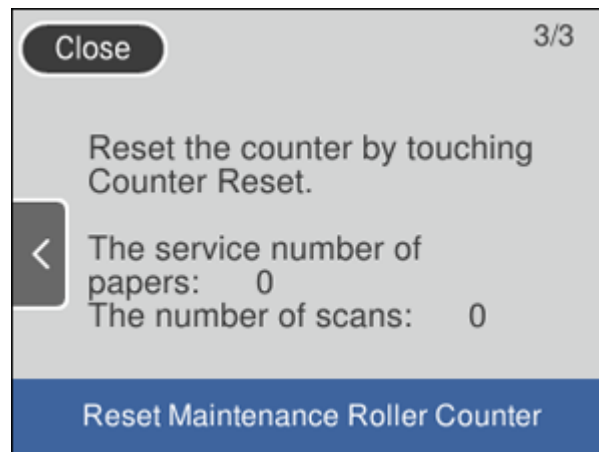 Close
3/3
Reset the counter by touching
Counter Reset.
The service number of
papers: 0
The number of scans: 0
<
Reset Maintenance Roller Counter